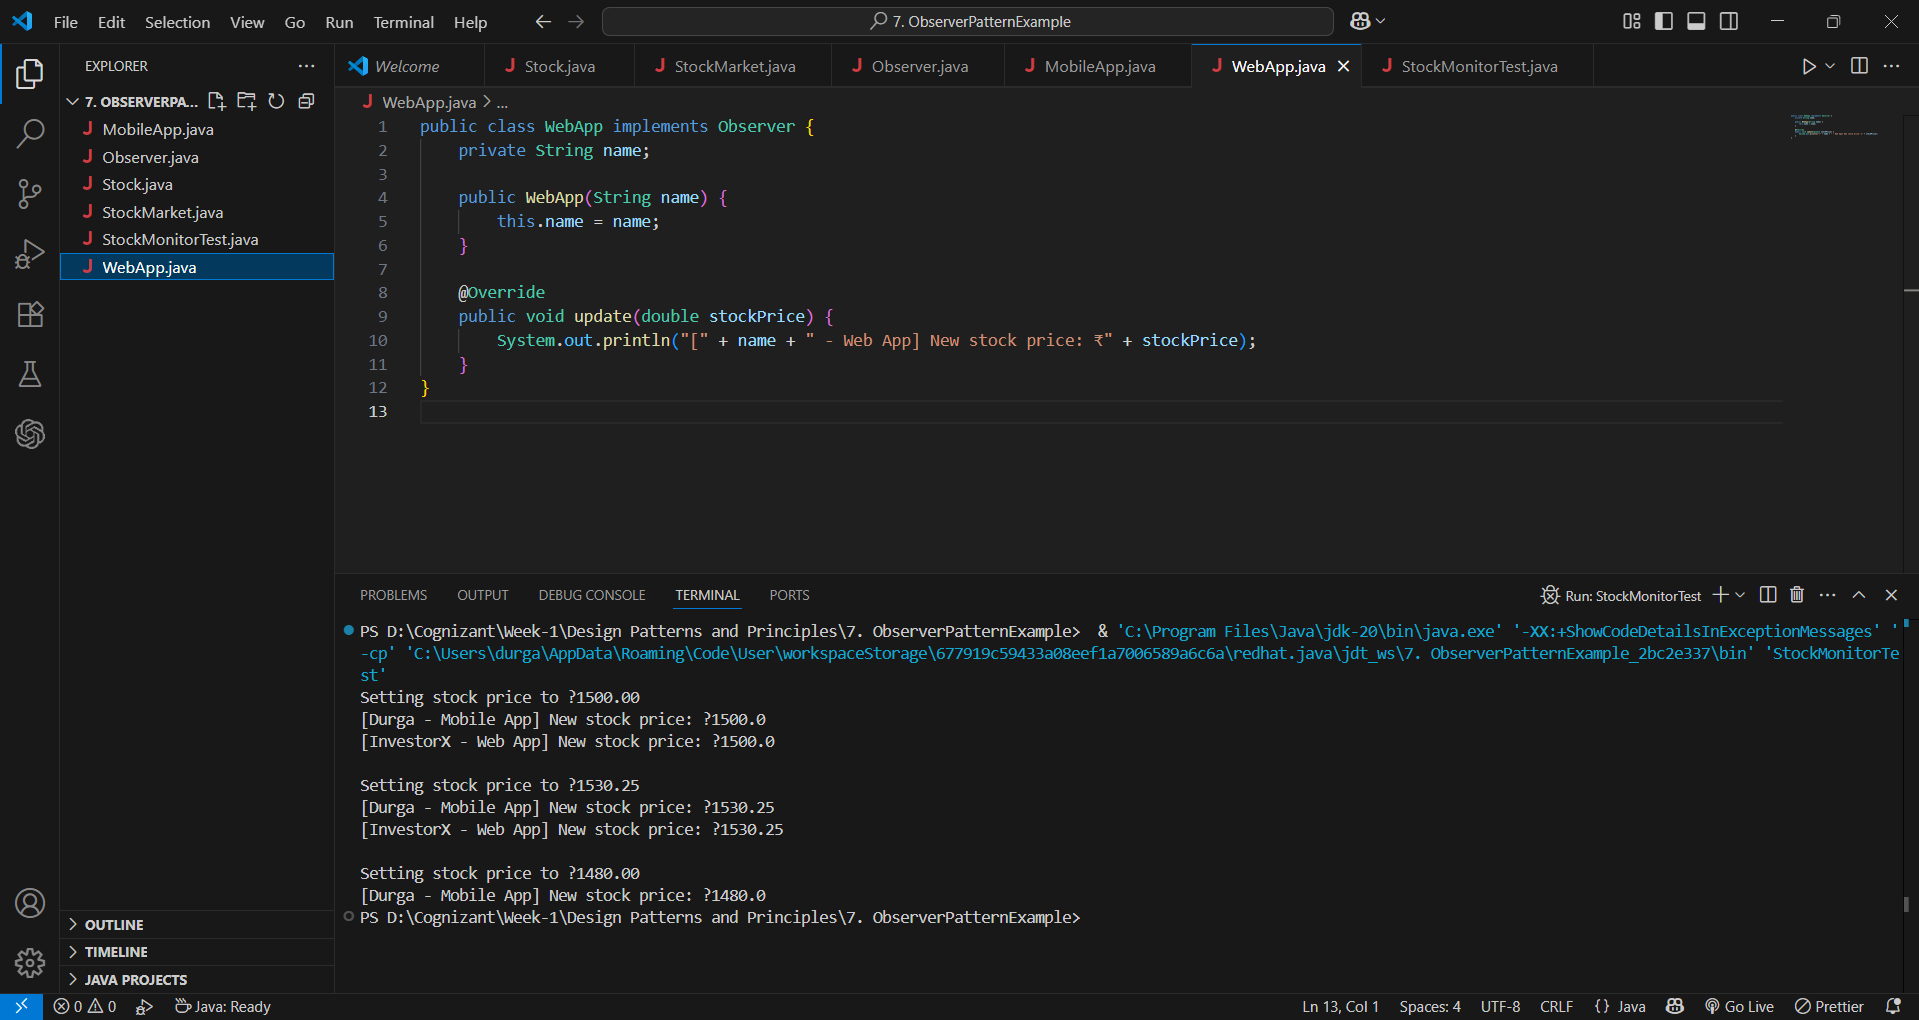 File Edit Selection View Go Run Terminal Help
7. ObserverPatternExample
EXPLORER
7. OBSERVERPA...
MobileApp.java
Observer.java
Stock.java
StockMarket.java
StockMonitorTest.java
WebApp.java
OUTLINE
TIMELINE
JAVA PROJECTS
Welcome Stock.java StockMarket.java Observer.java MobileApp.java WebApp.java StockMonitorTest.java
WebApp.java > ...
1 public class WebApp implements Observer {
2 private String name;
3
4 public WebApp(String name) {
5 this.name = name;
6 }
7
8 @Override
9 public void update(double stockPrice) {
10 System.out.println("[" + name + " - Web App] New stock price: ₹" + stockPrice);
11 }
12 }
13
PROBLEMS OUTPUT DEBUG CONSOLE TERMINAL PORTS
Run: StockMonitorTest
PS D:\Cognizant\Week-1\Design Patterns and Principles\7. ObserverPatternExample> & 'C:\Program Files\Java\jdk-20\bin\java.exe' '-XX:+ShowCodeDetailsInExceptionMessages' '
-cp' 'C:\Users\durga\AppData\Roaming\Code\User\workspaceStorage\677919c59433a08eef1a7006589a6c6a\redhat.java\jdt_ws\7. ObserverPatternExample_2bc2e337\bin' 'StockMonitorTe
st'
Setting stock price to ?1500.00
[Durga - Mobile App] New stock price: ?1500.0
[InvestorX - Web App] New stock price: ?1500.0
Setting stock price to ?1530.25
[Durga - Mobile App] New stock price: ?1530.25
[InvestorX - Web App] New stock price: ?1530.25
Setting stock price to ?1480.00
[Durga - Mobile App] New stock price: ?1480.0
PS D:\Cognizant\Week-1\Design Patterns and Principles\7. ObserverPatternExample>
0 0 Java: Ready Ln 13, Col 1 Spaces: 4 UTF-8 CRLF {} Java Go Live Prettier